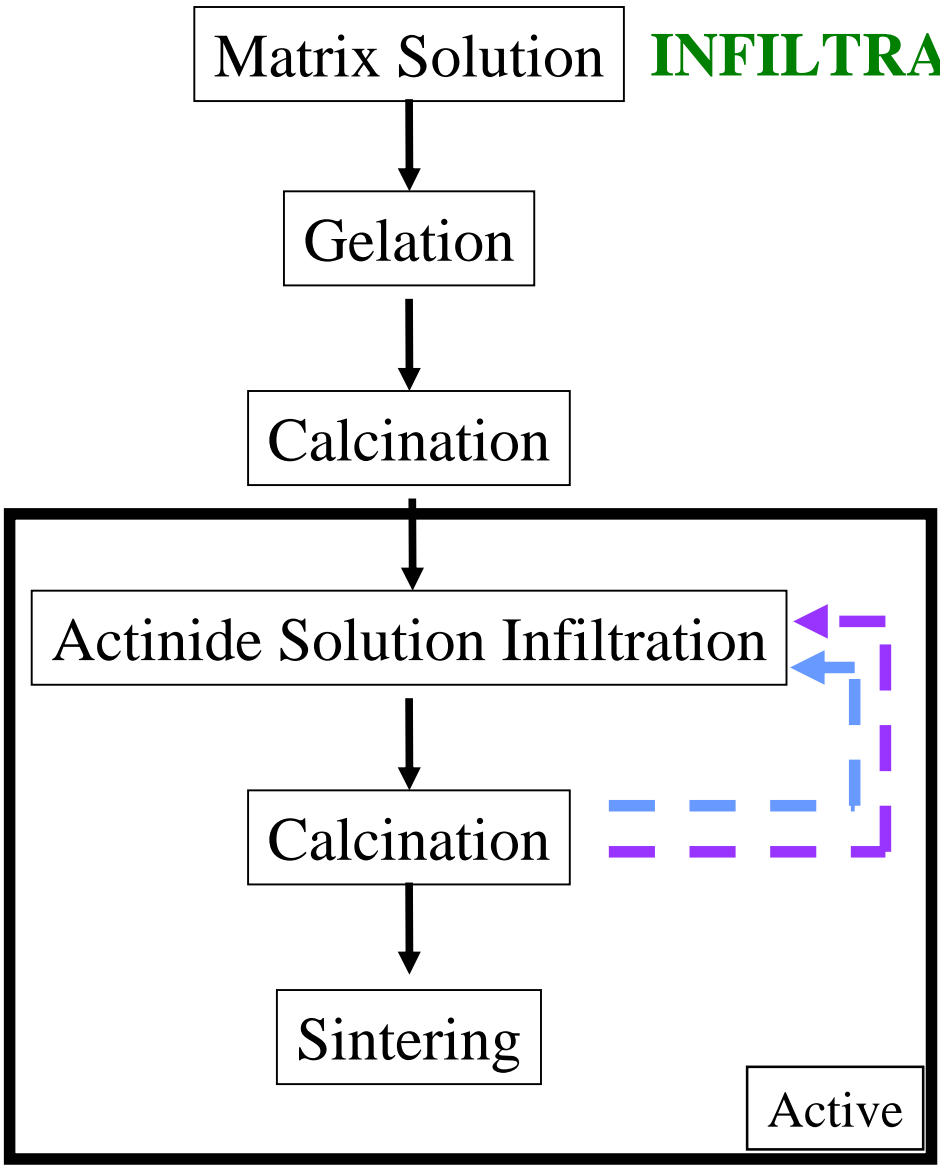 Matrix Solution
INFILTRA
Gelation
Calcination
Actinide Solution Infiltration
Calcination
Sintering
Active